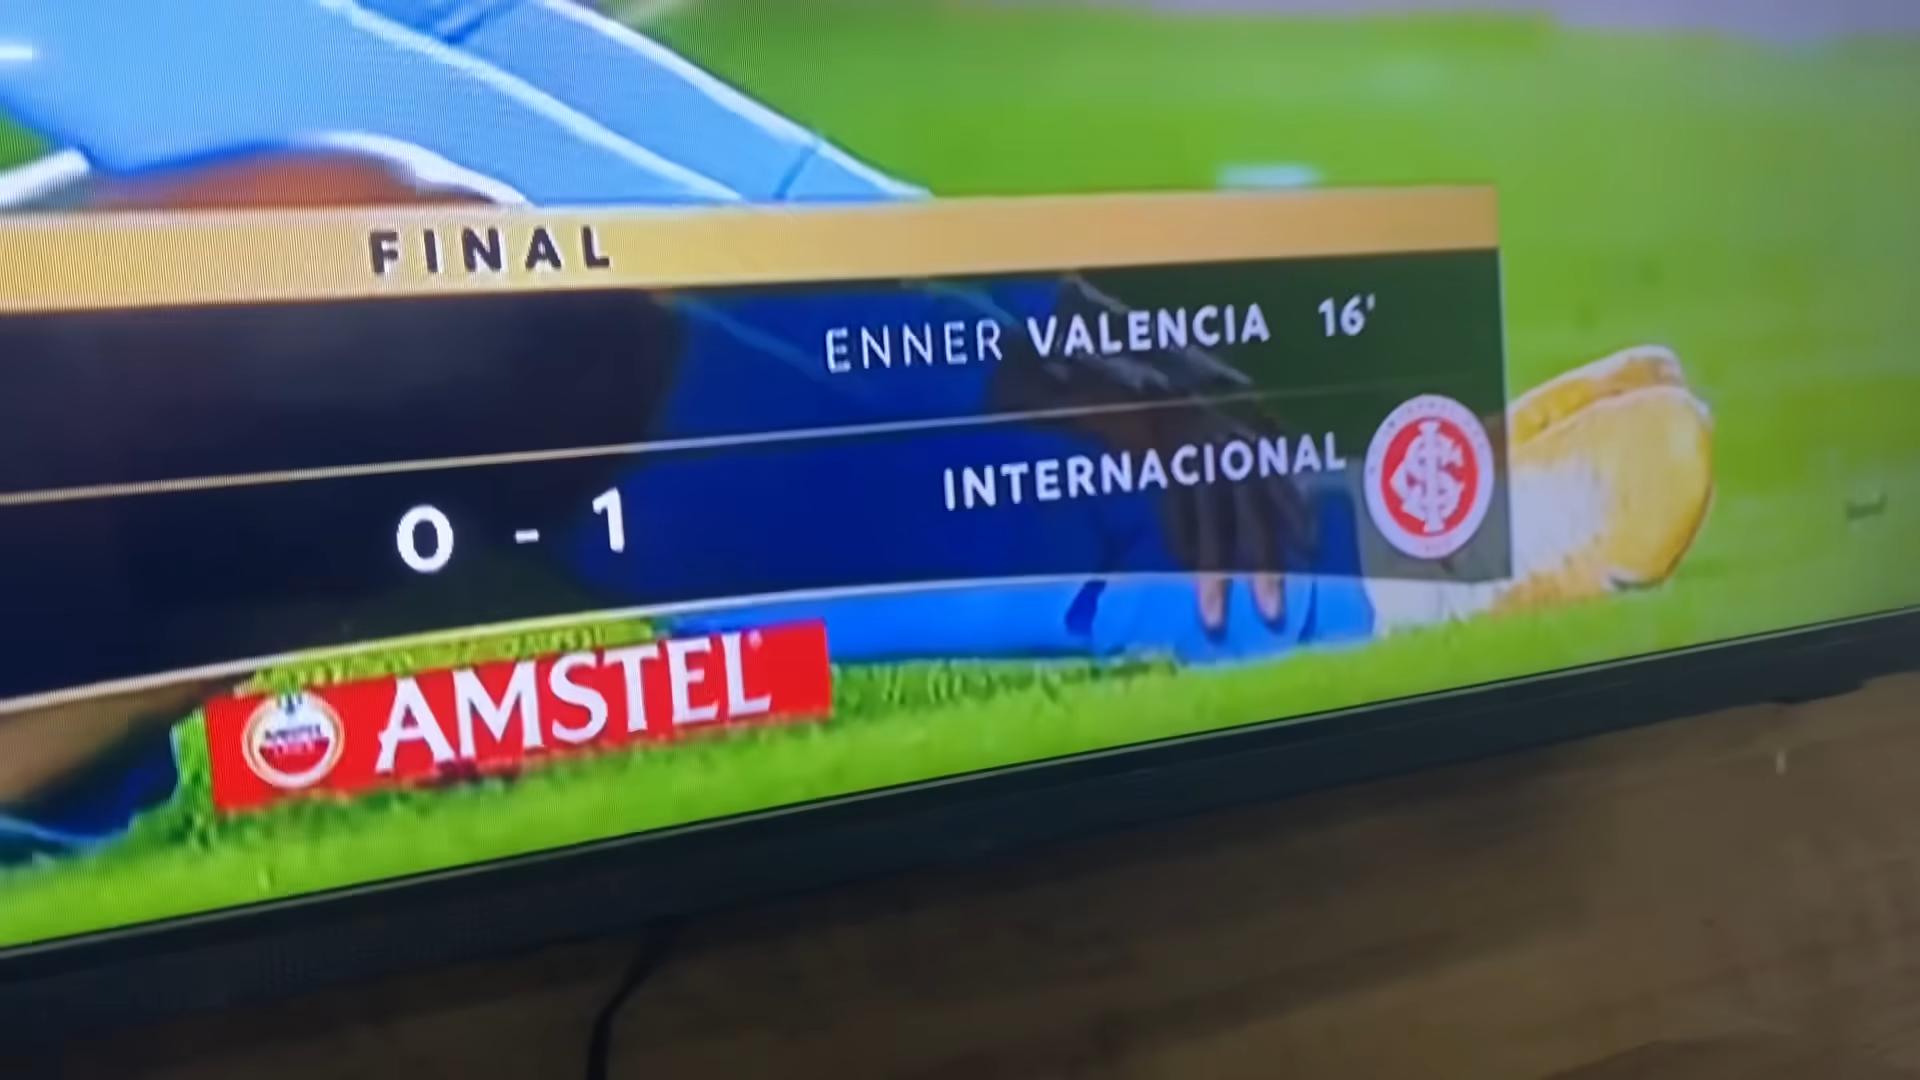 FINAL
ENNER VALENCIA 16'
0 - 1 INTERNACIONAL
AMSTEL